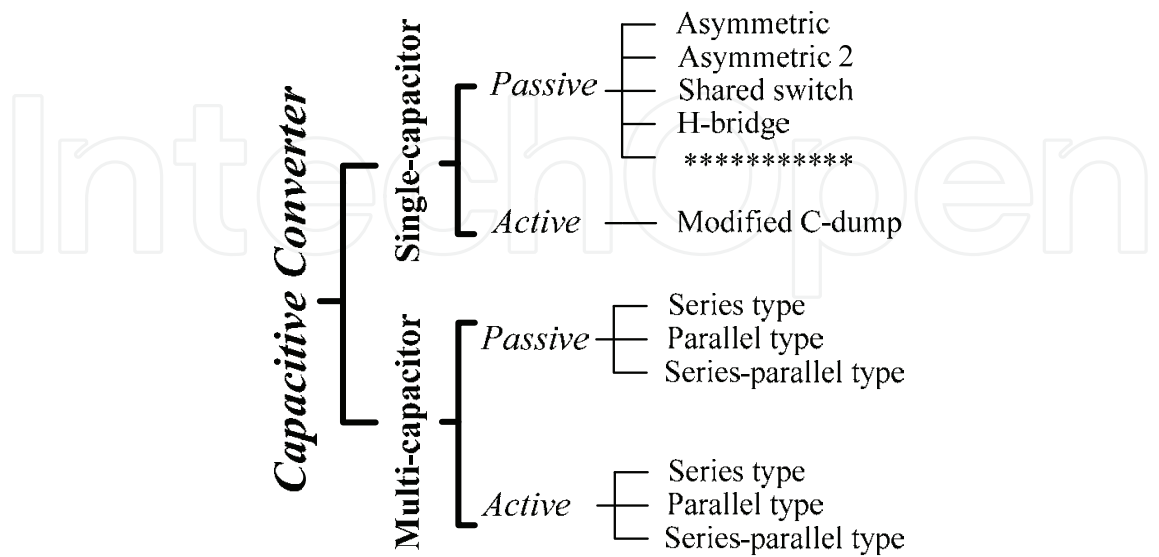 Capacitive Converter
Single-capacitor
Passive
Asymmetric
Asymmetric 2
Shared switch
H-bridge
***********
Active
Modified C-dump
Multi-capacitor
Passive
Series type
Parallel type
Series-parallel type
Active
Series type
Parallel type
Series-parallel type
IntechOpen